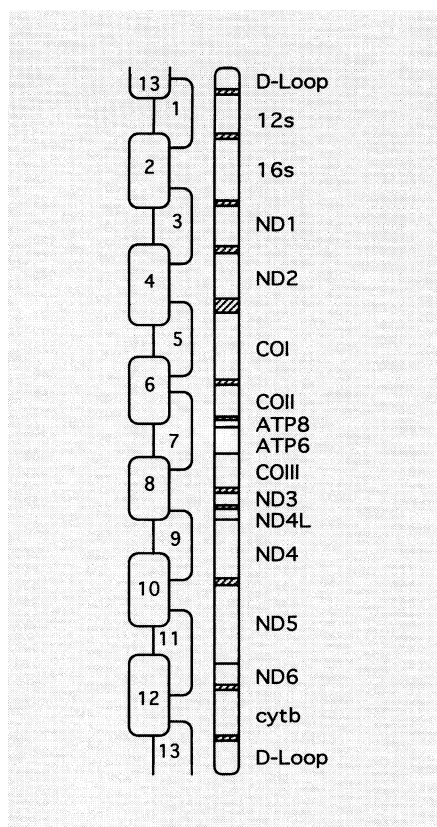 13
D-Loop
1
12s
2
16s
3
ND1
4
ND2
5
COI
6
COII
ATP8
7
ATP6
COIII
8
ND3
ND4L
9
ND4
10
ND5
11
ND6
12
cytb
13
D-Loop